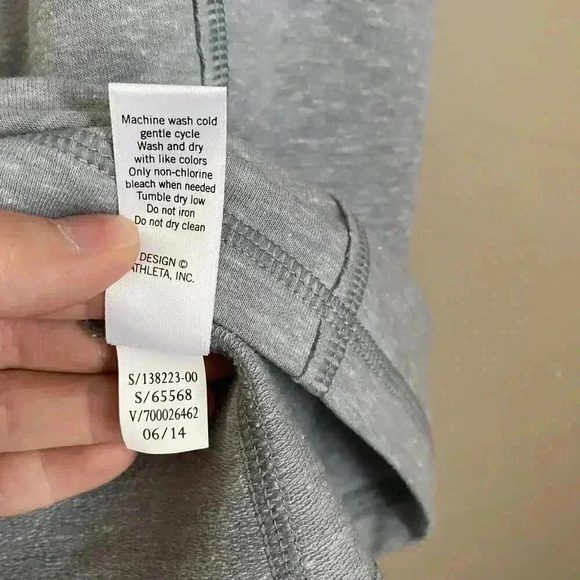 Machine wash cold
gentle cycle
Wash and dry
with like colors
Only non-chlorine
bleach when needed
Tumble dry low
Do not iron
Do not dry clean
DESIGN ©
ATHLETA, INC.
S/138223-00
S/65568
V/700026462
06/14